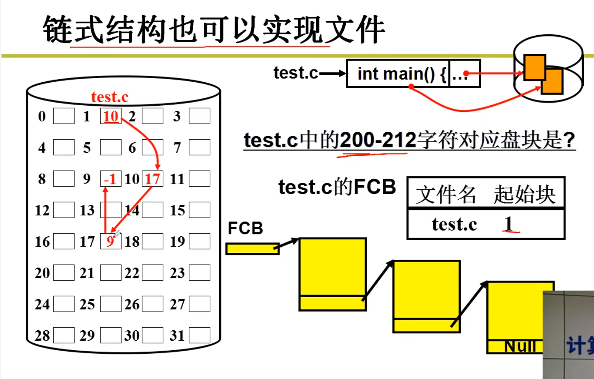 链式结构也可以实现文件
test.c
int main() { ...
test.c
0 1 10 2 3
4 5 6 7
8 9 -1 10 17 11
12 13 14 15
16 17 9 18 19
20 21 22 23
24 25 26 27
28 29 30 31
test.c中的200-212字符对应盘块是?
test.c的FCB
文件名 起始块
test.c 1
FCB
Null
计